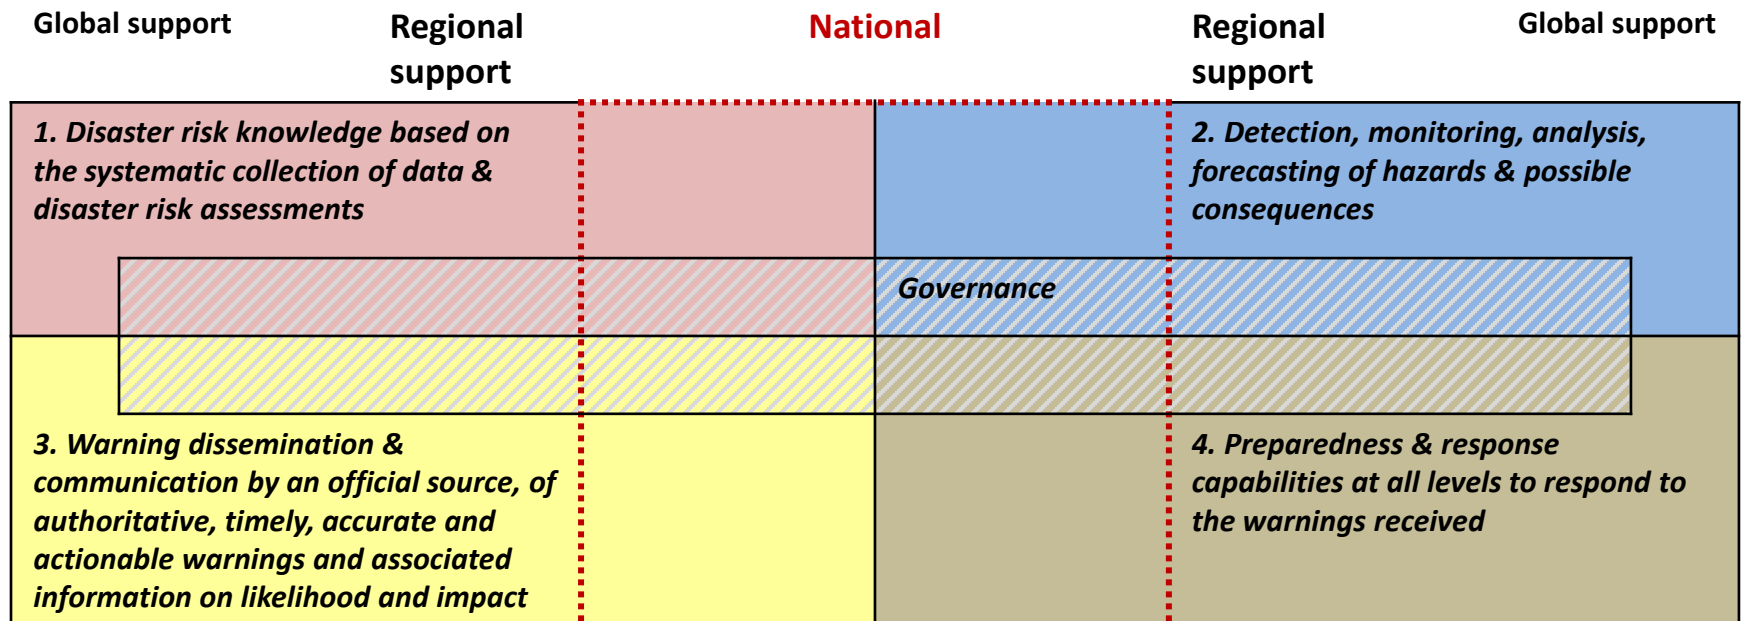 Global support
Regional
support
National
Regional
support
Global support
1. Disaster risk knowledge based on
the systematic collection of data &
disaster risk assessments
2. Detection, monitoring, analysis,
forecasting of hazards & possible
consequences
Governance
3. Warning dissemination &
communication by an official source, of
authoritative, timely, accurate and
actionable warnings and associated
information on likelihood and impact
4. Preparedness & response
capabilities at all levels to respond to
the warnings received